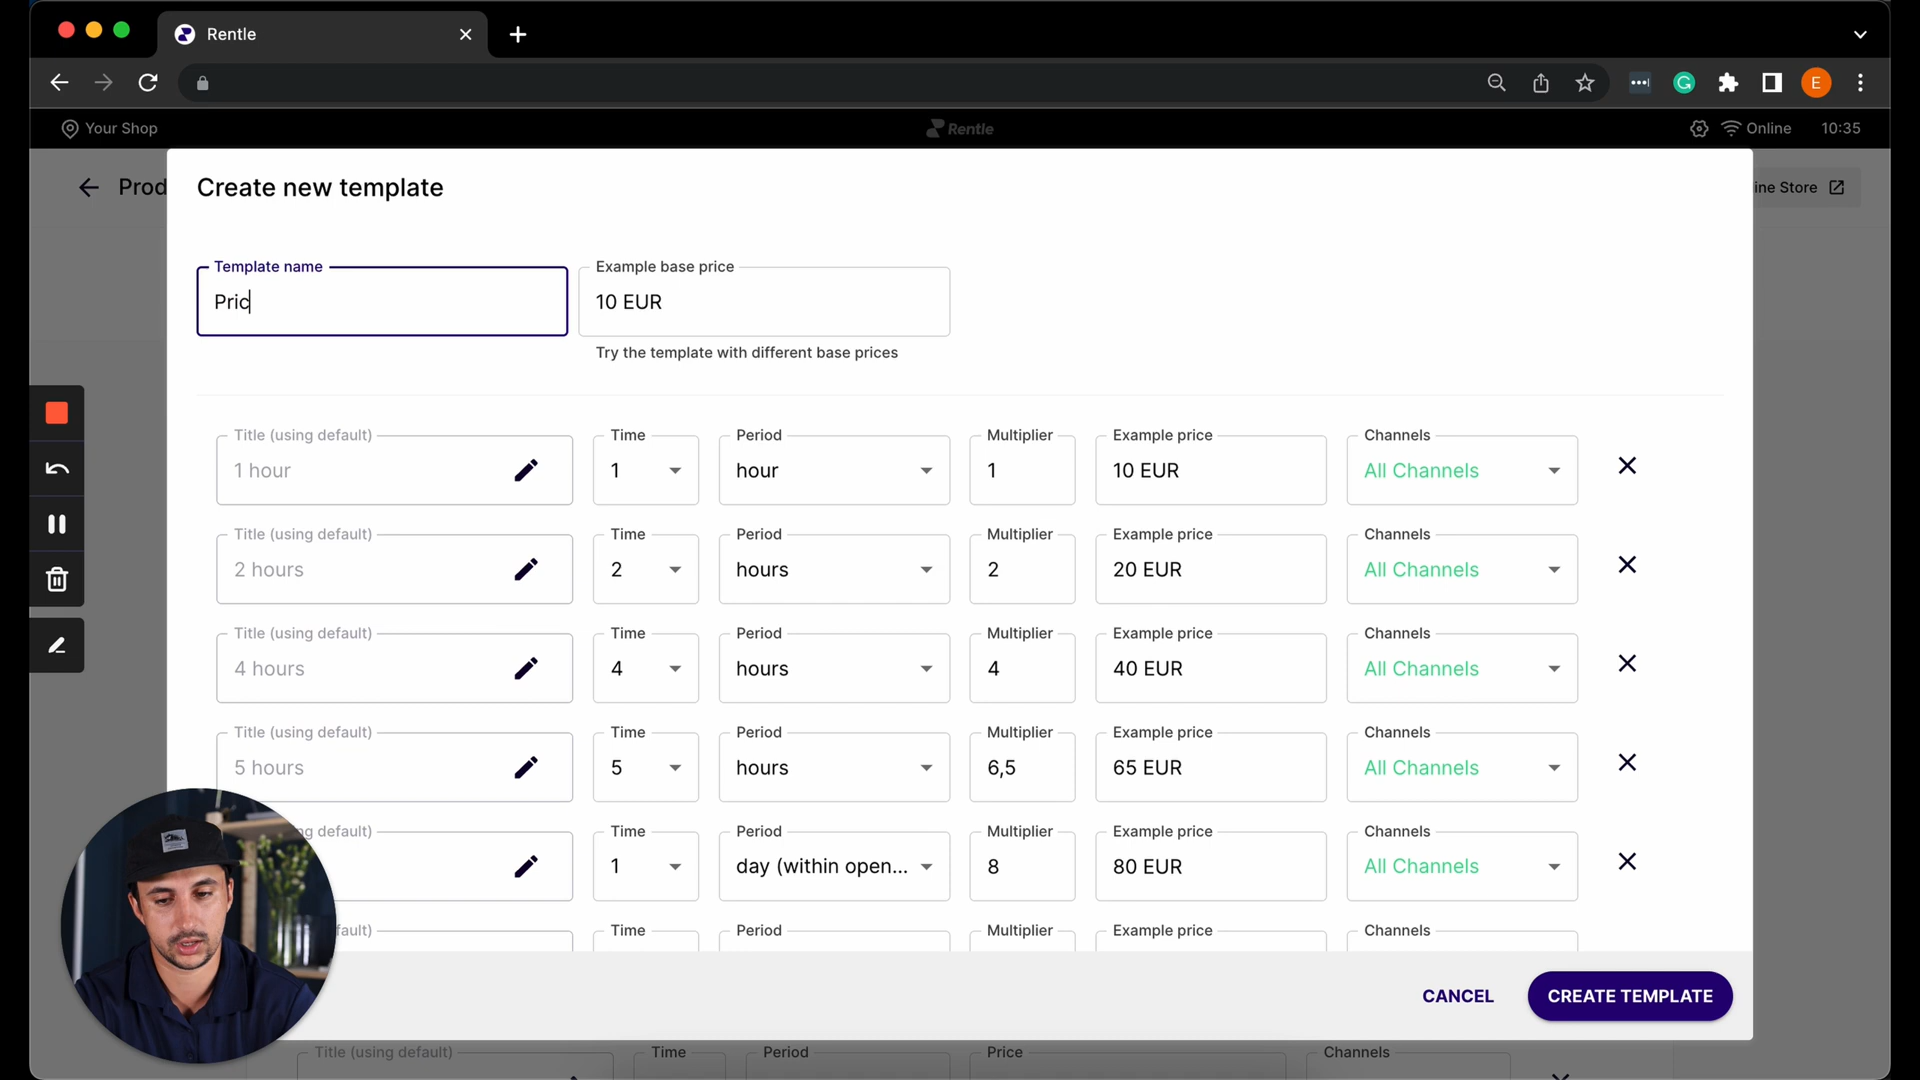 Rentle
E
Your Shop
Rentle
Online
10:35
Prod
Create new template
ine Store
Template name
Pric
Example base price
10 EUR
Try the template with different base prices
Title (using default)
1 hour
Time
1
Period
hour
Multiplier
1
Example price
10 EUR
Channels
All Channels
Title (using default)
2 hours
Time
2
Period
hours
Multiplier
2
Example price
20 EUR
Channels
All Channels
Title (using default)
4 hours
Time
4
Period
hours
Multiplier
4
Example price
40 EUR
Channels
All Channels
Title (using default)
5 hours
Time
5
Period
hours
Multiplier
6,5
Example price
65 EUR
Channels
All Channels
ng default)
Time
1
Period
day (within open...
Multiplier
8
Example price
80 EUR
Channels
All Channels
fault)
Time
Period
Multiplier
Example price
Channels
CANCEL
CREATE TEMPLATE
Title (using default)
Time
Period
Price
Channels